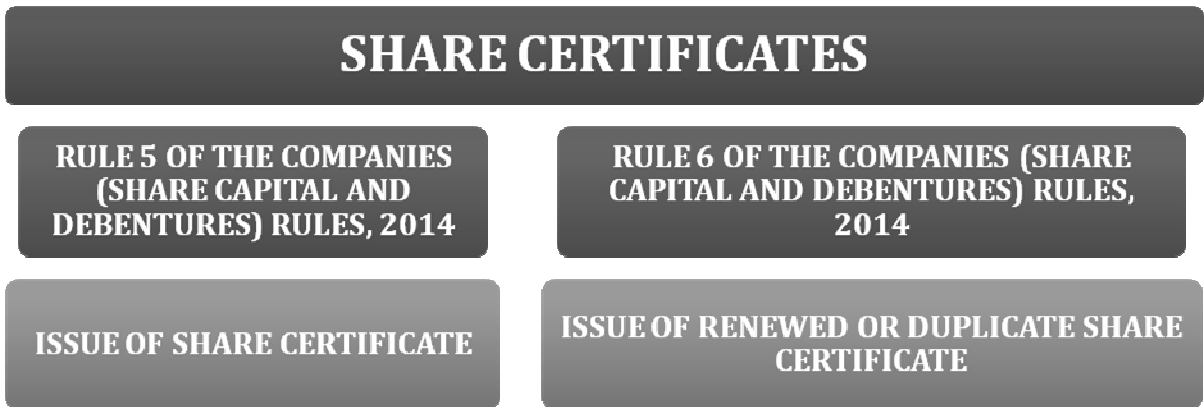 SHARE CERTIFICATES
RULE 5 OF THE COMPANIES
(SHARE CAPITAL AND
DEBENTURES) RULES, 2014
RULE 6 OF THE COMPANIES (SHARE
CAPITAL AND DEBENTURES) RULES,
2014
ISSUE OF SHARE CERTIFICATE
ISSUE OF RENEWED OR DUPLICATE SHARE
CERTIFICATE